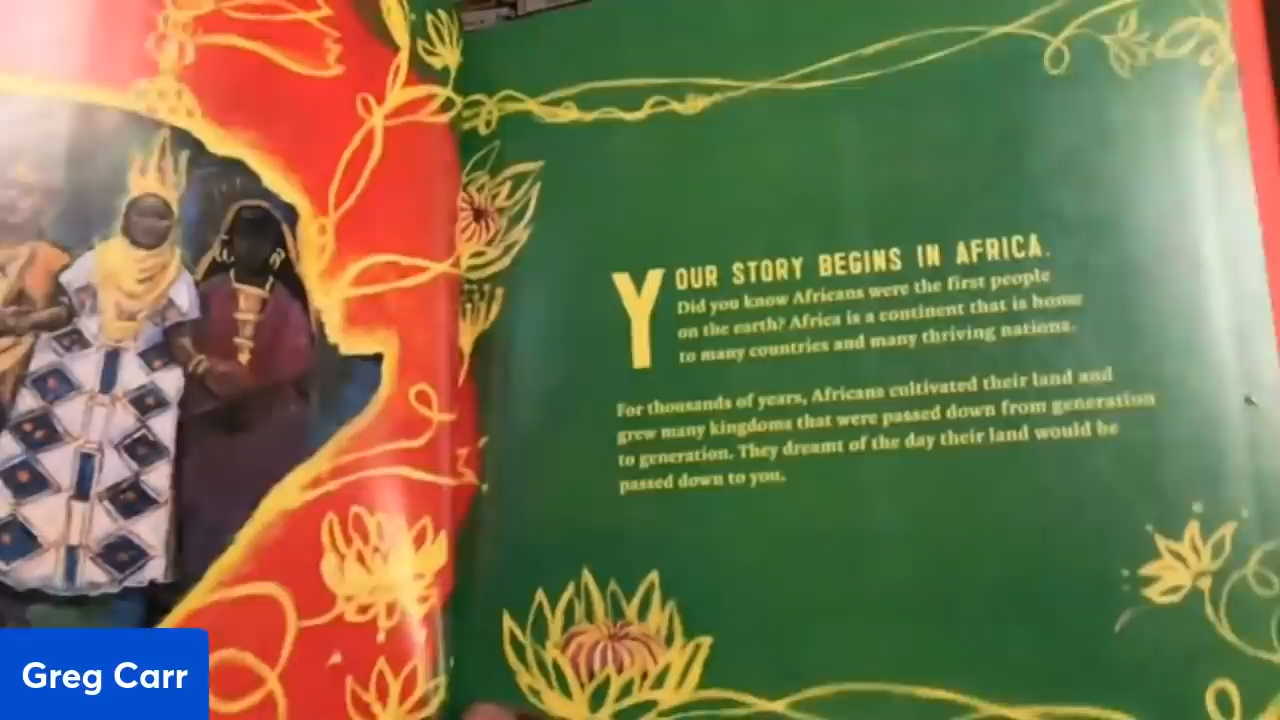 YOUR STORY BEGINS IN AFRICA.
Did you know Africans were the first people
on the earth? Africa is a continent that is home
to many countries and many thriving nations.
For thousands of years, Africans cultivated their land and
grew many kingdoms that were passed down from generation
to generation. They dreamt of the day their land would be
passed down to you.
Greg Carr